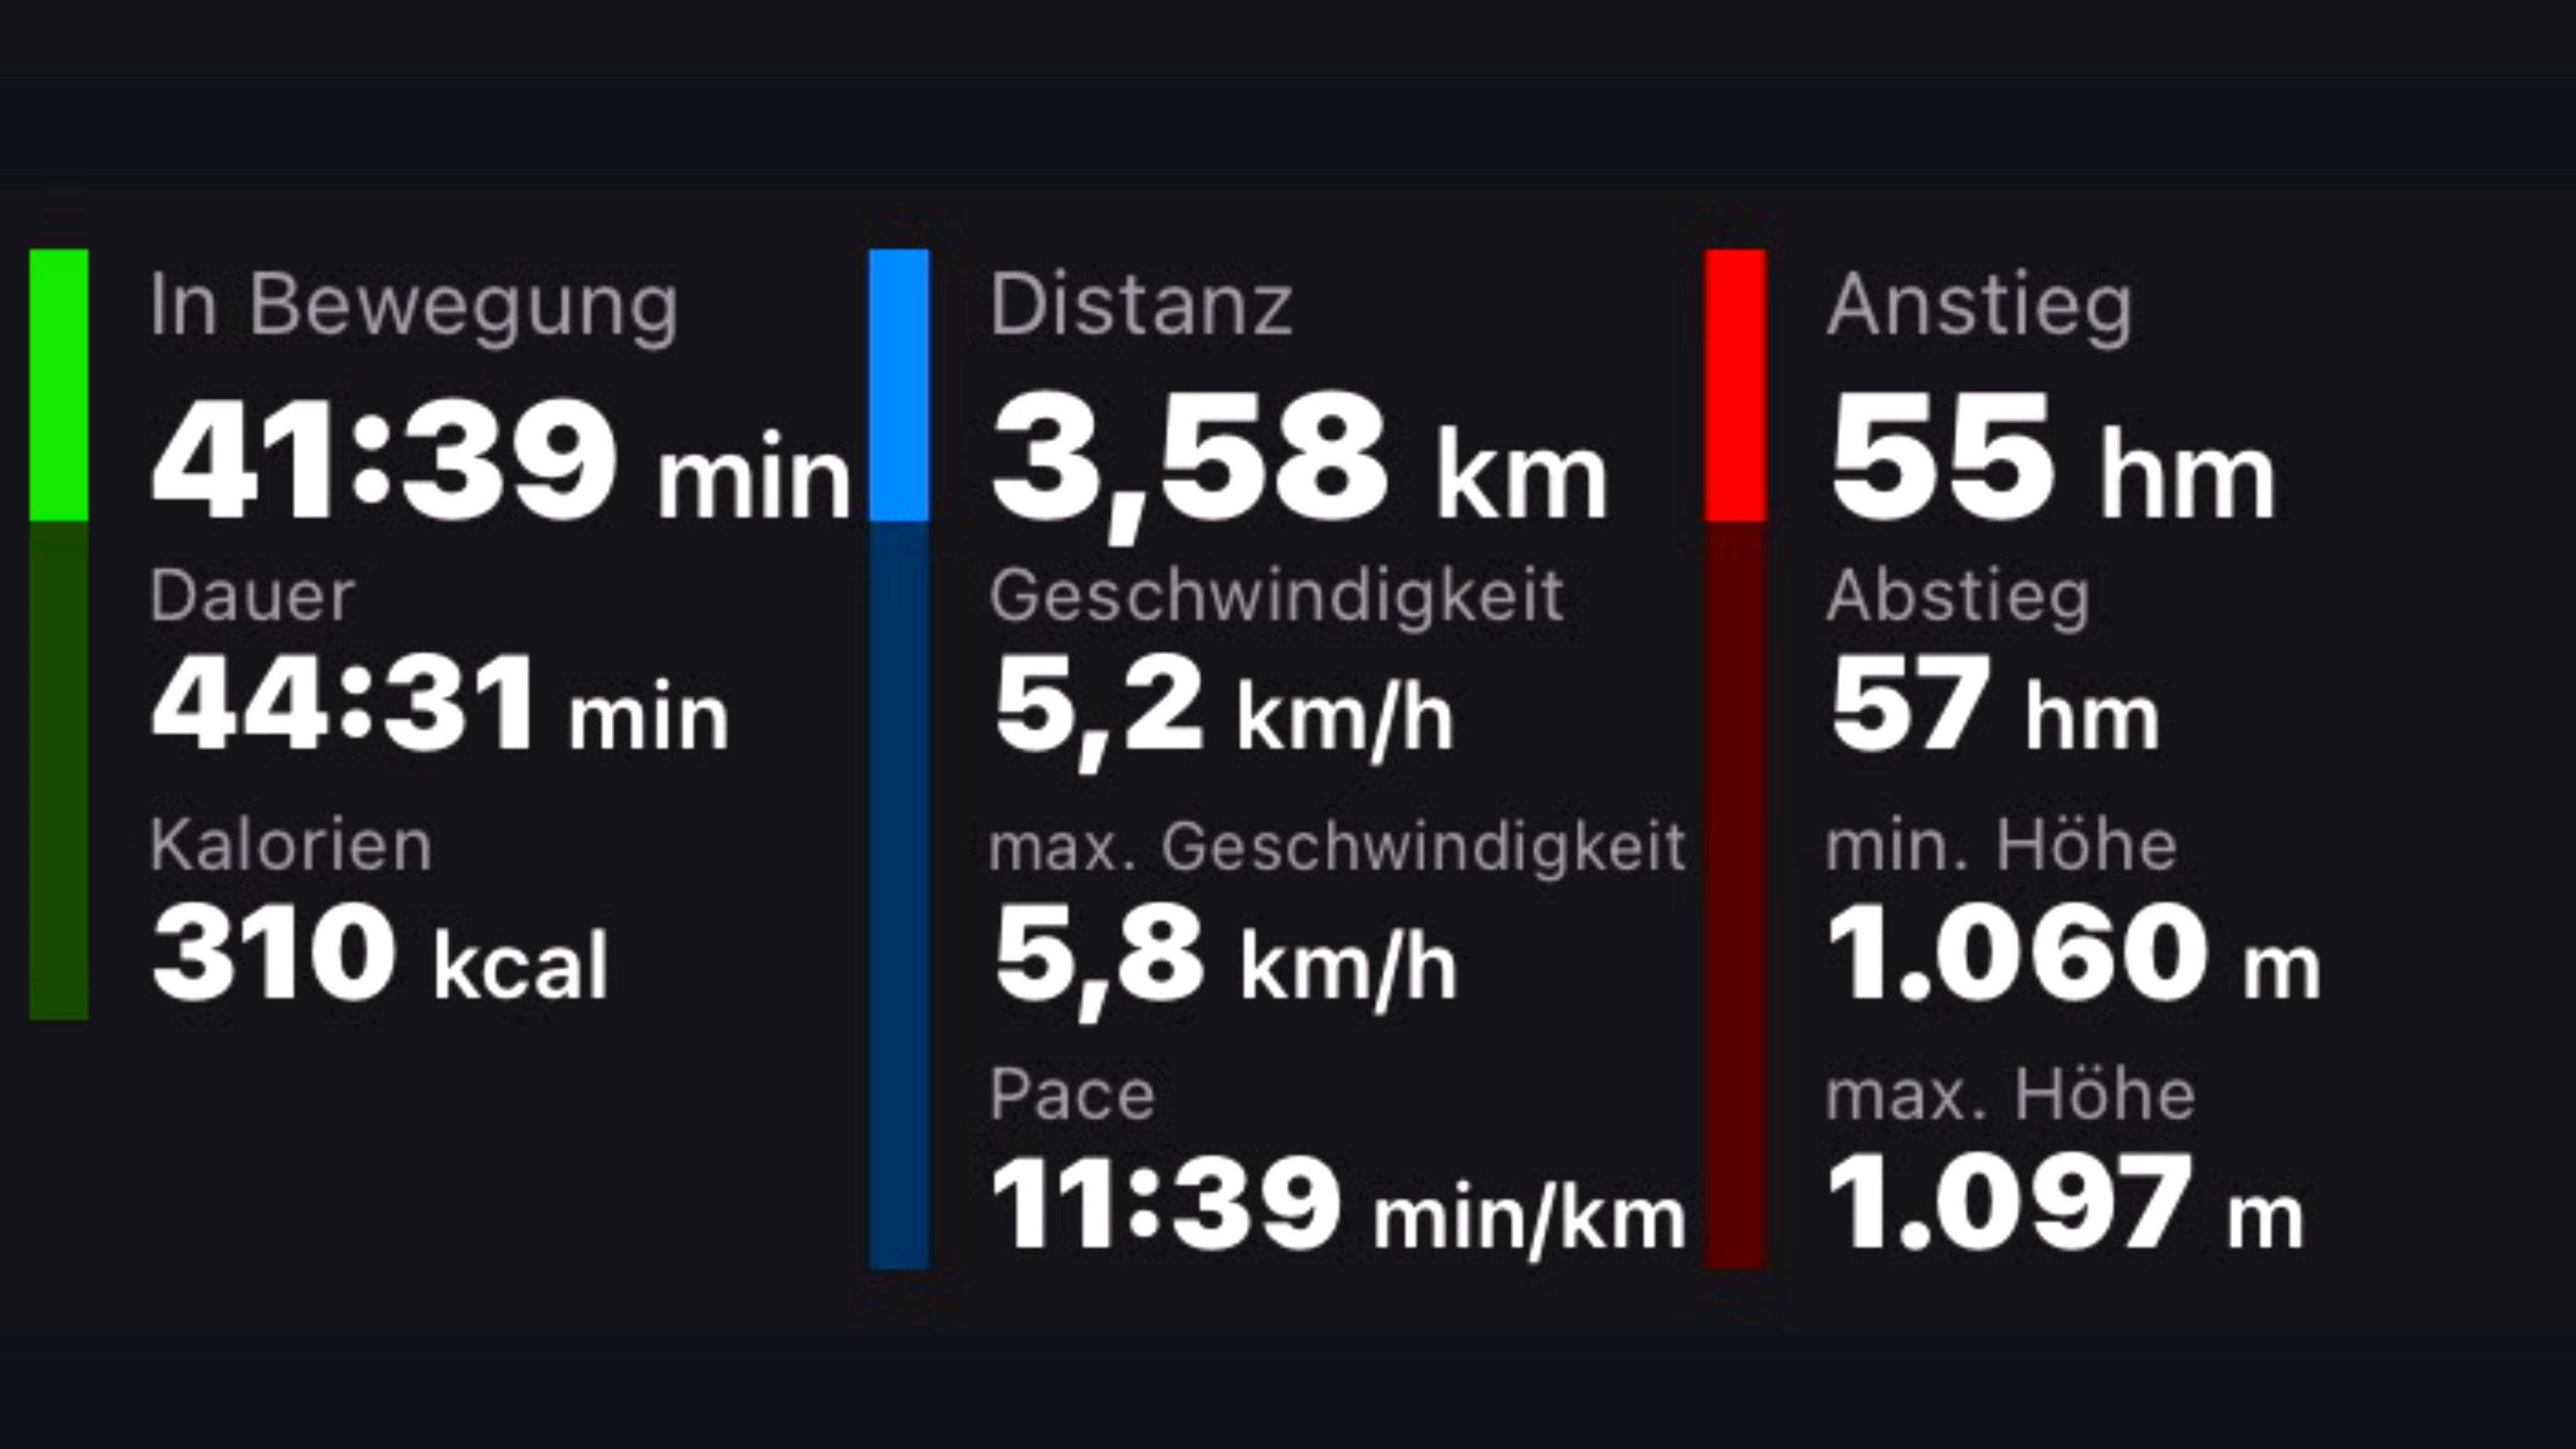 In Bewegung
41:39 min
Dauer
44:31 min
Kalorien
310 kcal
Distanz
3,58 km
Geschwindigkeit
5,2 km/h
max. Geschwindigkeit
5,8 km/h
Pace
11:39 min/km
Anstieg
55 hm
Abstieg
57 hm
min. Höhe
1.060 m
max. Höhe
1.097 m